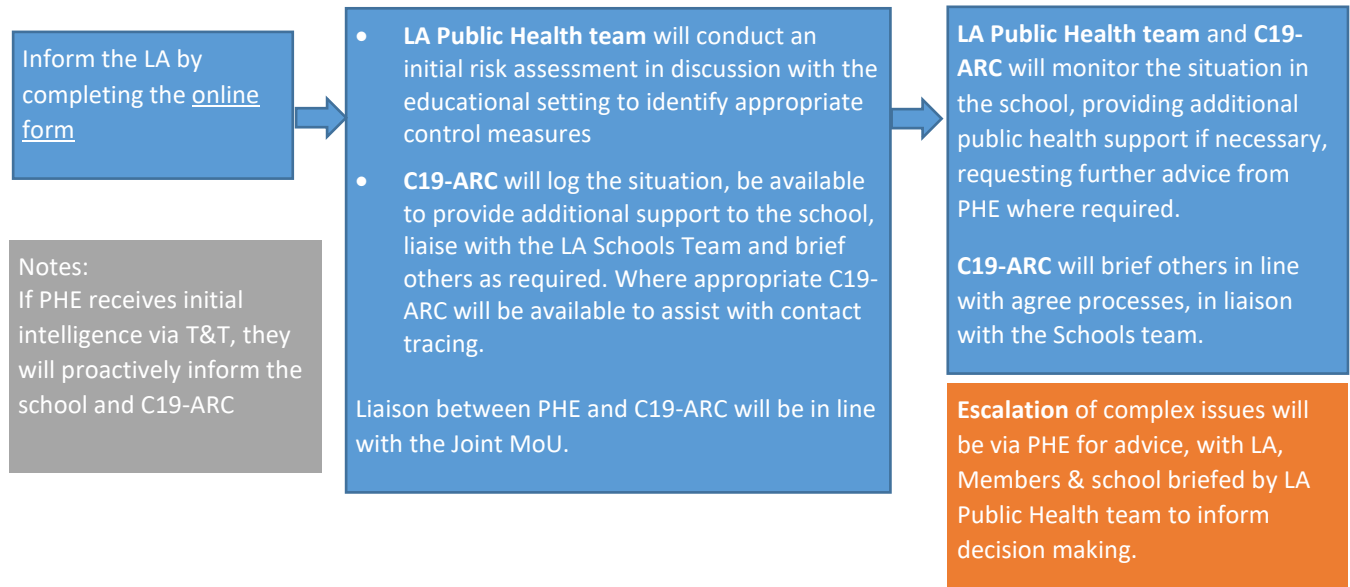 Inform the LA by
completing the online
form
Notes:
If PHE receives initial
intelligence via T&T, they
will proactively inform the
school and C19-ARC
• LA Public Health team will conduct an
initial risk assessment in discussion with the
educational setting to identify appropriate
control measures
• C19-ARC will log the situation, be available
to provide additional support to the school,
liaise with the LA Schools Team and brief
others as required. Where appropriate C19-
ARC will be available to assist with contact
tracing.
Liaison between PHE and C19-ARC will be in line
with the Joint MoU.
LA Public Health team and C19-
ARC will monitor the situation in
the school, providing additional
public health support if necessary,
requesting further advice from
PHE where required.
C19-ARC will brief others in line
with agree processes, in liaison
with the Schools team.
Escalation of complex issues will
be via PHE for advice, with LA,
Members & school briefed by LA
Public Health team to inform
decision making.